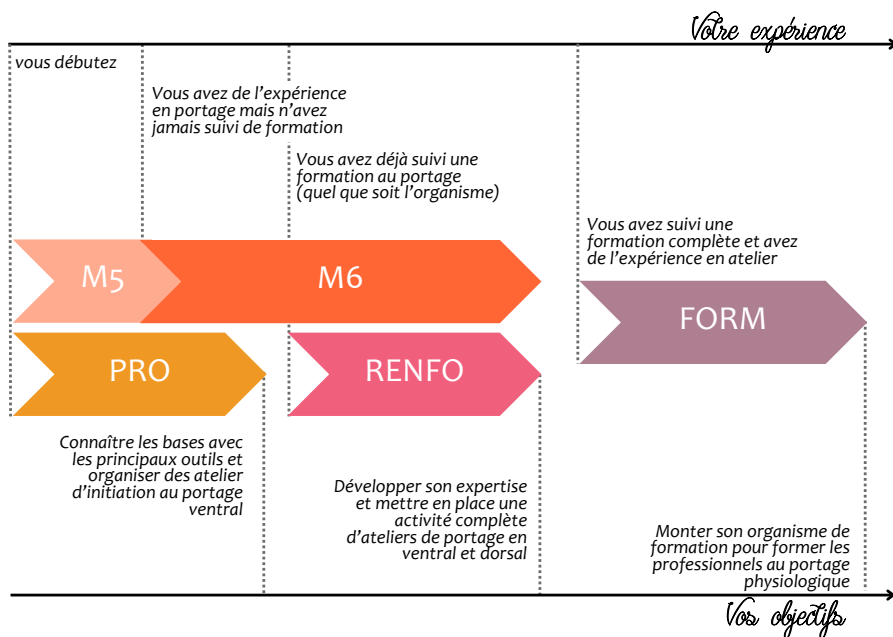 Votre expérience
vous débutez
Vous avez de l'expérience
en portage mais n'avez
jamais suivi de formation
Vous avez déjà suivi une
formation au portage
(quel que soit l'organisme)
Vous avez suivi une
formation complète et avez
de l'expérience en atelier
M5
M6
FORM
PRO
RENFO
Connaître les bases avec
les principaux outils et
organiser des atelier
d'initiation au portage
ventral
Développer son expertise
et mettre en place une
activité complète
d'ateliers de portage en
ventral et dorsal
Monter son organisme de
formation pour former les
professionnels au portage
physiologique
Vos objectifs